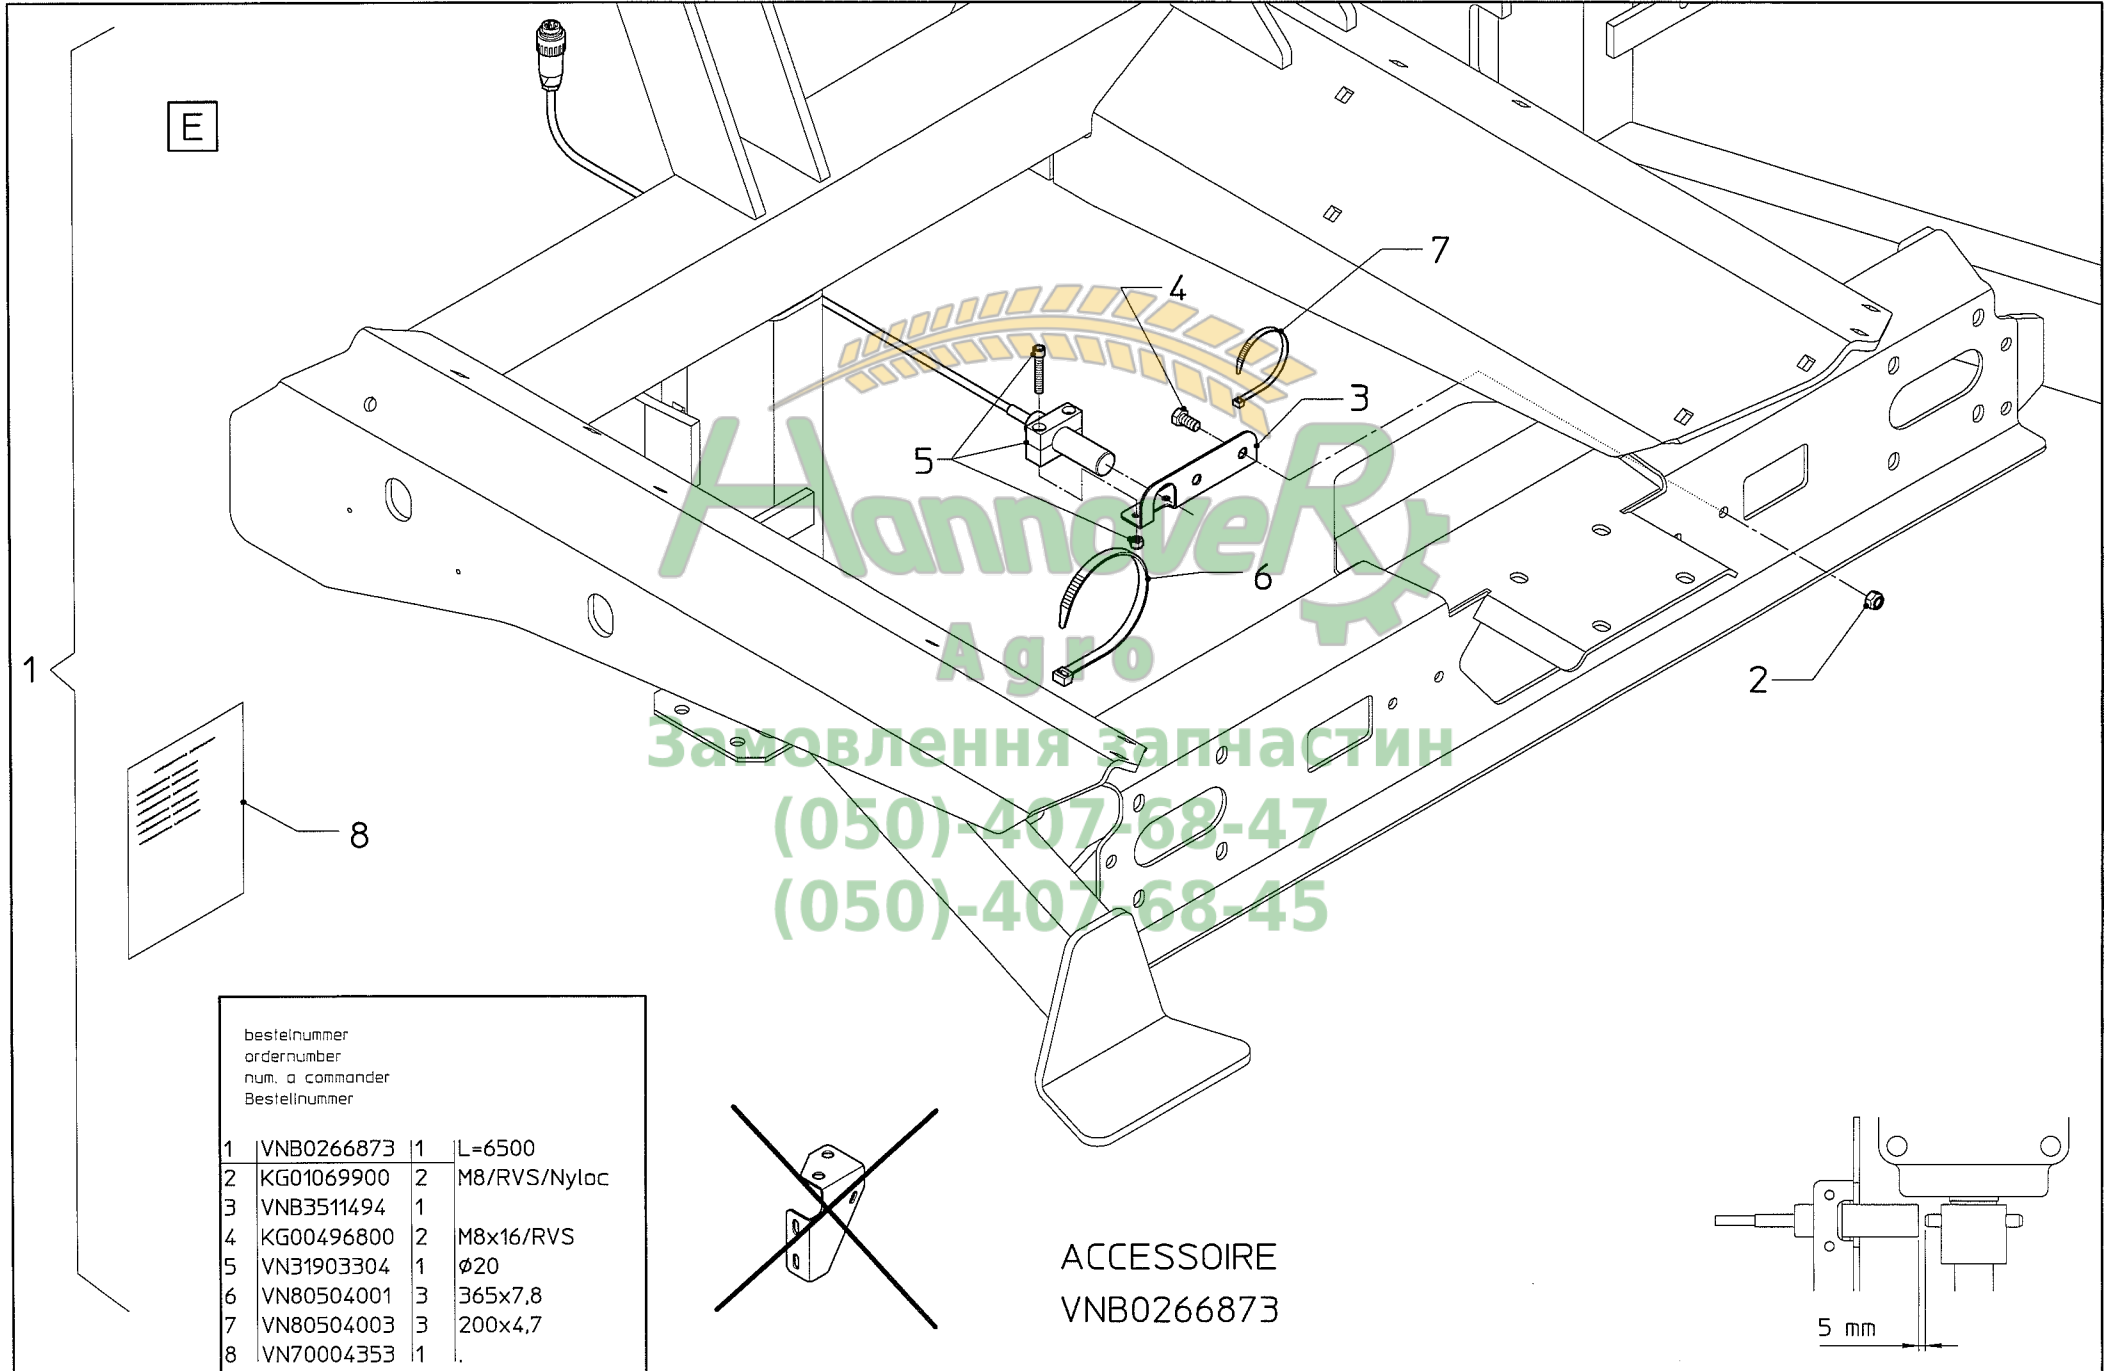 E
7
4
3
5
6
2
1
8
HannoveR
Agro
Замовлення запчастин
(050)-407-68-47
(050)-407-68-45
bestelnummer
ordernumber
num. a commander
Bestellnummer
1 VNB0266873 1 L=6500
2 KG01069900 2 M8/RVS/Nyloc
3 VNB3511494 1
4 KG00496800 2 M8x16/RVS
5 VN31903304 1 ø20
6 VN80504001 3 365x7,8
7 VN80504003 3 200x4,7
8 VN70004353 1 .
ACCESSOIRE
VNB0266873
5 mm